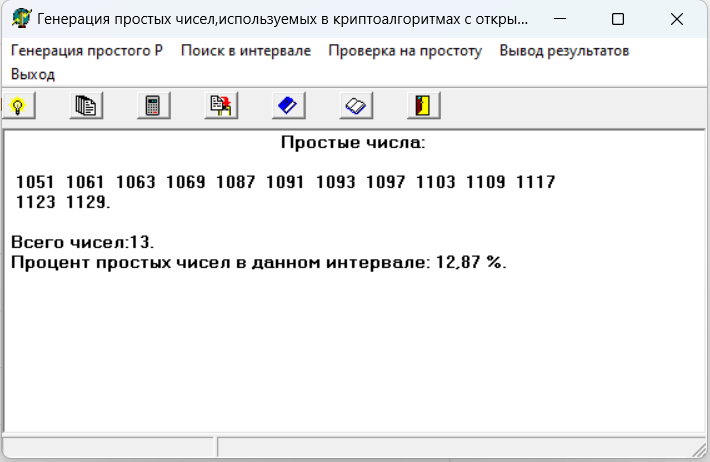 Генерация простых чисел,используемых в криптоалгоритмах с откры...
Генерация простого P Поиск в интервале Проверка на простоту Вывод результатов
Выход
Простые числа:
1051 1061 1063 1069 1087 1091 1093 1097 1103 1109 1117
1123 1129.
Всего чисел:13.
Процент простых чисел в данном интервале: 12,87 %.